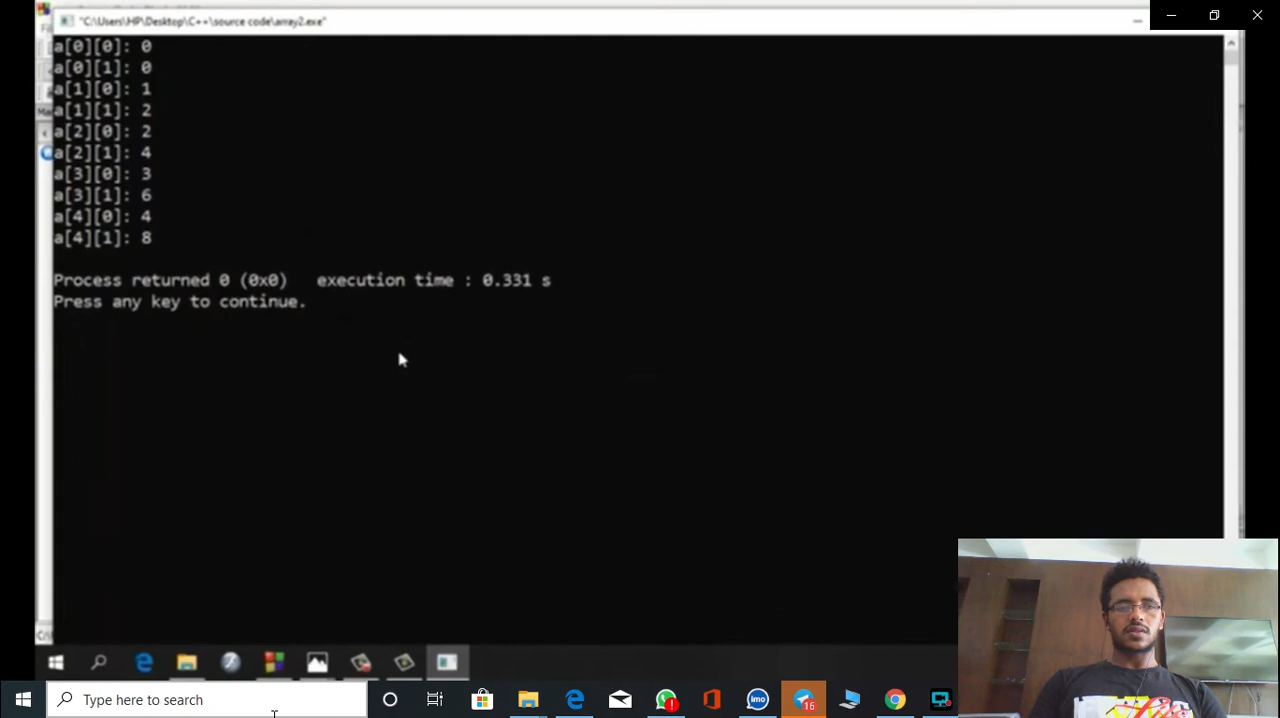 "C:\Users\HP\Desktop\C++\source code\array2.exe"
a[0][0]: 0
a[0][1]: 0
a[1][0]: 1
a[1][1]: 2
a[2][0]: 2
a[2][1]: 4
a[3][0]: 3
a[3][1]: 6
a[4][0]: 4
a[4][1]: 8
Process returned 0 (0x0)   execution time : 0.331 s
Press any key to continue.
Type here to search
imo
16